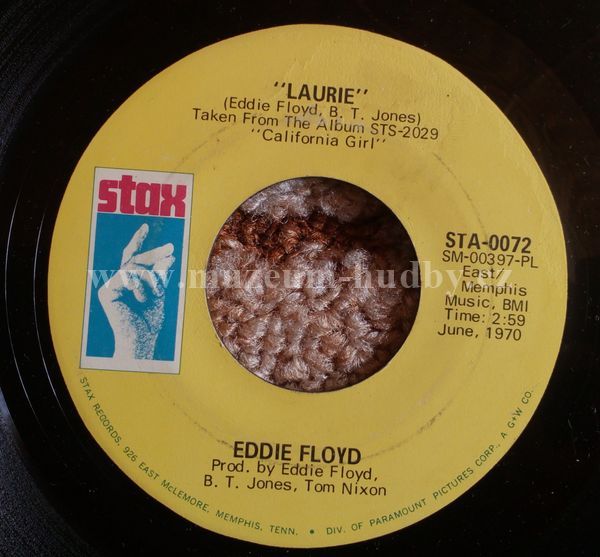 "LAURIE"
(Eddie Floyd, B. T. Jones)
Taken From The Album STS-2029
"California Girl"
stax
STA-0072
SM-00397-PL
East
Memphis
Music, BMI
Time: 2:59
June, 1970
www.muzeum-hudby.cz
EDDIE FLOYD
Prod. by Eddie Floyd,
B. T. Jones, Tom Nixon
STAX RECORDS, 926 EAST McLEMORE, MEMPHIS, TENN. • DIV. OF PARAMOUNT PICTURES CORP., A G+W CO.